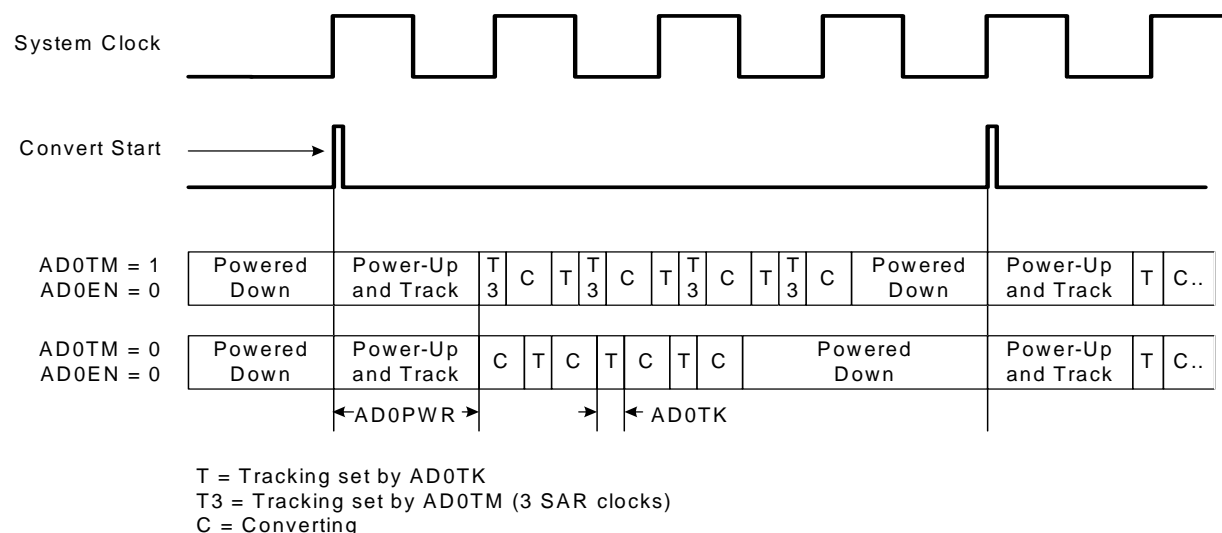 System Clock
Convert Start
AD0TM = 1
AD0EN = 0
Powered
Down
Power-Up
and Track
T
3
C
T
T
3
C
T
T
3
C
T
T
3
C
Powered
Down
Power-Up
and Track
T
C..
AD0TM = 0
AD0EN = 0
Powered
Down
Power-Up
and Track
C
T
C
T
C
T
C
Powered
Down
Power-Up
and Track
T
C..
AD0PWR
AD0TK
T = Tracking set by AD0TK
T3 = Tracking set by AD0TM (3 SAR clocks)
C = Converting